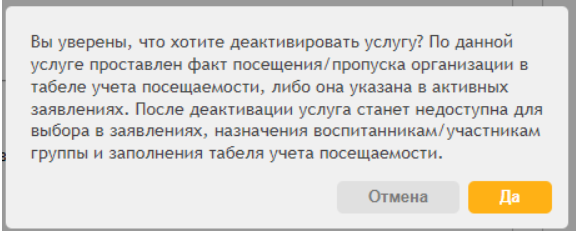 Вы уверены, что хотите деактивировать услугу? По данной
услуге проставлен факт посещения/пропуска организации в
табеле учета посещаемости, либо она указана в активных
заявлениях. После деактивации услуга станет недоступна для
выбора в заявлениях, назначения воспитанникам/участникам
группы и заполнения табеля учета посещаемости.
Отмена Да